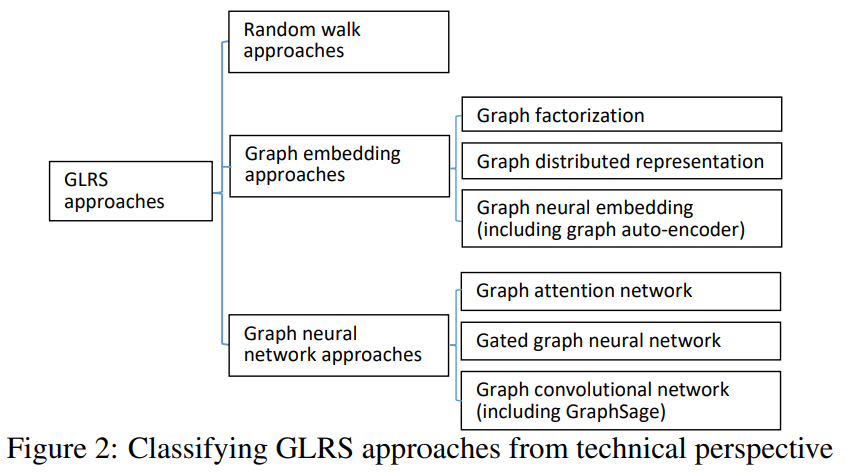 Random walk
approaches
Graph factorization
Graph embedding
approaches
Graph distributed representation
GLRS
approaches
Graph neural embedding
(including graph auto-encoder)
Graph attention network
Graph neural
network approaches
Gated graph neural network
Graph convolutional network
(including GraphSage)
Figure 2: Classifying GLRS approaches from technical perspective